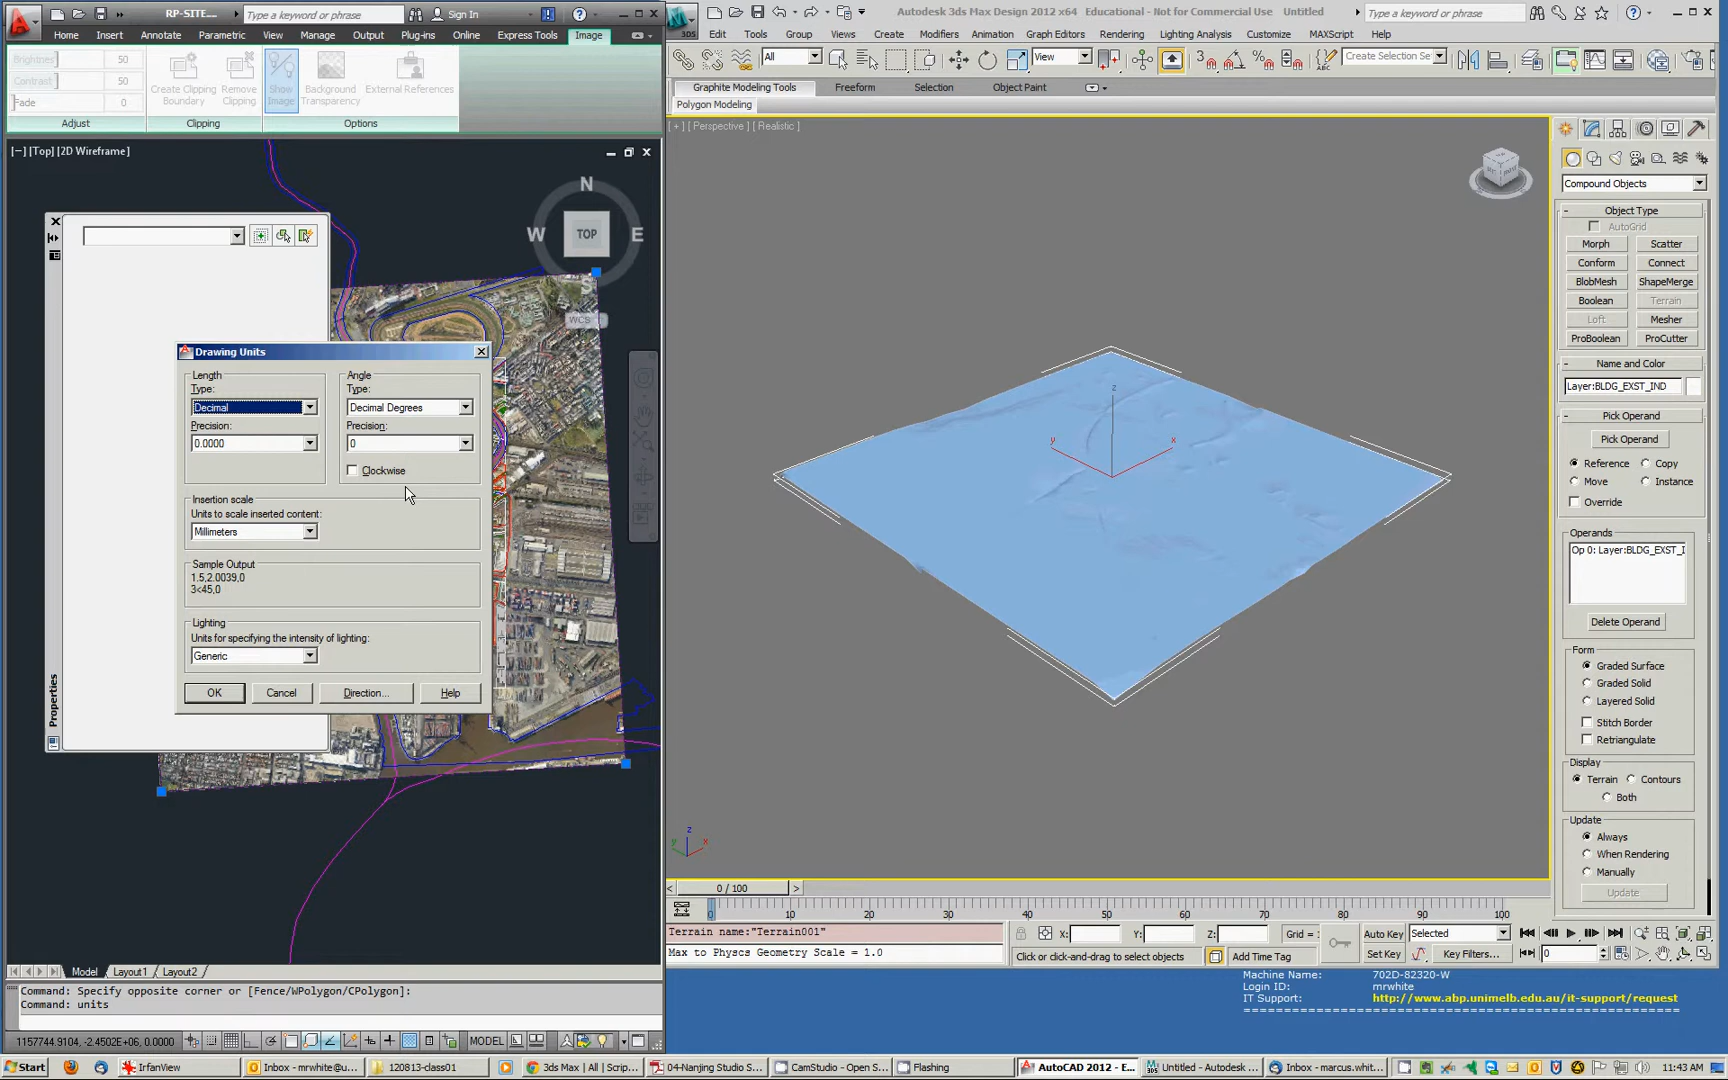 RP-SITE...
Type a keyword or phrase
Sign In
Home Insert Annotate Parametric View Manage Output Plug-ins Online Express Tools Image
Brightness 50
Contrast 50
Fade 0
Create Clipping Boundary
Remove Clipping
Show Image
Background Transparency
External References
Adjust Clipping Options
[−] [Top] [2D Wireframe]
N
W TOP E
S
WCS
Properties
Drawing Units
Length
Type:
Decimal
Precision:
0.0000
Angle
Type:
Decimal Degrees
Precision:
0
Clockwise
Insertion scale
Units to scale inserted content:
Millimeters
Sample Output
1.5,2.0039,0
3<45,0
Lighting
Units for specifying the intensity of lighting:
Generic
OK Cancel Direction... Help
Model Layout1 Layout2
Command: Specify opposite corner or [Fence/WPolygon/CPolygon]:
Command: units
1157744.9104, -2.4502E+06, 0.0000
MODEL
Autodesk 3ds Max Design 2012 x64 Educational - Not for Commercial Use Untitled
Type a keyword or phrase
Edit Tools Group Views Create Modifiers Animation Graph Editors Rendering Lighting Analysis Customize MAXScript Help
All
View
Create Selection Se
Graphite Modeling Tools Freeform Selection Object Paint
Polygon Modeling
[ + ] [ Perspective ] [ Realistic ]
z
y x
z
y x
Compound Objects
Object Type
AutoGrid
Morph Scatter
Conform Connect
BlobMesh ShapeMerge
Boolean Terrain
Loft Mesher
ProBoolean ProCutter
Name and Color
Layer:BLDG_EXST_IND
Pick Operand
Pick Operand
Reference Copy
Move Instance
Override
Operands
Op 0: Layer:BLDG_EXST_I
Delete Operand
Form
Graded Surface
Graded Solid
Layered Solid
Stitch Border
Retriangulate
Display
Terrain Contours
Both
Update
Always
When Rendering
Manually
Update
0 / 100
0 10 20 30 40 50 60 70 80 90 100
Terrain name:"Terrain001"
Max to Physcs Geometry Scale = 1.0
X: Y: Z: Grid =
Click or click-and-drag to select objects
Add Time Tag
Auto Key Selected
Set Key Key Filters...
0
Machine Name: 702D-82320-W
Login ID: mrwhite
IT Support: http://www.abp.unimelb.edu.au/it-support/request
Start
IrfanView
Inbox - mrwhite@u...
120813-class01
3ds Max | All | Scrip...
04-Nanjing Studio S...
CamStudio - Open S...
Flashing
AutoCAD 2012 - E...
Untitled - Autodesk ...
Inbox - marcus.whit...
11:43 AM